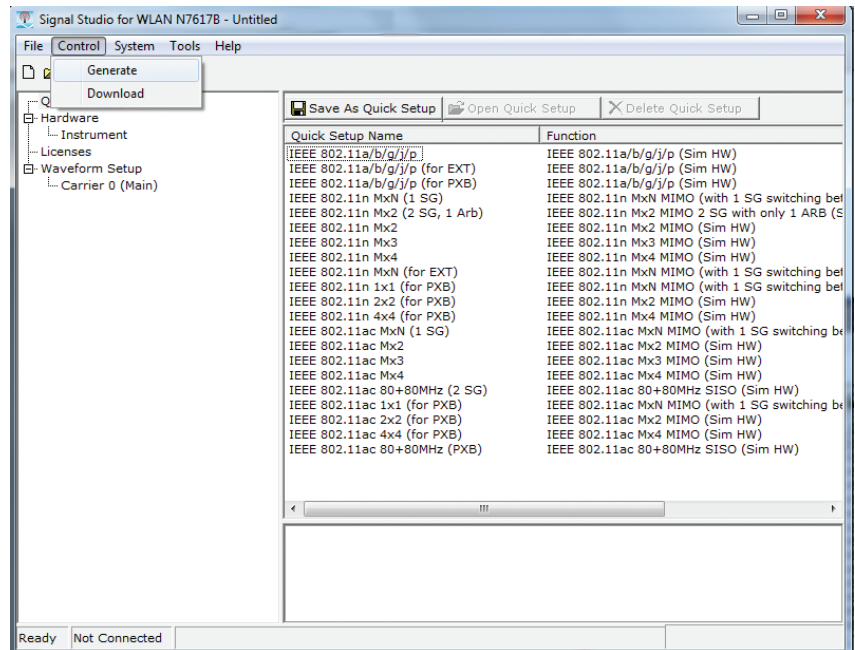 Signal Studio for WLAN N7617B - Untitled
File Control System Tools Help
Generate
Download
Q
Hardware
Instrument
Licenses
Waveform Setup
Carrier 0 (Main)
Save As Quick Setup Open Quick Setup Delete Quick Setup
Quick Setup Name Function
IEEE 802.11a/b/g/j/p IEEE 802.11a/b/g/j/p (Sim HW)
IEEE 802.11a/b/g/j/p (for EXT) IEEE 802.11a/b/g/j/p (Sim HW)
IEEE 802.11a/b/g/j/p (for PXB) IEEE 802.11a/b/g/j/p (Sim HW)
IEEE 802.11n MxN (1 SG) IEEE 802.11n MxN MIMO (with 1 SG switching bet
IEEE 802.11n Mx2 (2 SG, 1 Arb) IEEE 802.11n Mx2 MIMO 2 SG with only 1 ARB (S
IEEE 802.11n Mx2 IEEE 802.11n Mx2 MIMO (Sim HW)
IEEE 802.11n Mx3 IEEE 802.11n Mx3 MIMO (Sim HW)
IEEE 802.11n Mx4 IEEE 802.11n Mx4 MIMO (Sim HW)
IEEE 802.11n MxN (for EXT) IEEE 802.11n MxN MIMO (with 1 SG switching bet
IEEE 802.11n 1x1 (for PXB) IEEE 802.11n MxN MIMO (with 1 SG switching bet
IEEE 802.11n 2x2 (for PXB) IEEE 802.11n Mx2 MIMO (Sim HW)
IEEE 802.11n 4x4 (for PXB) IEEE 802.11n Mx4 MIMO (Sim HW)
IEEE 802.11ac MxN (1 SG) IEEE 802.11ac MxN MIMO (with 1 SG switching be
IEEE 802.11ac Mx2 IEEE 802.11ac Mx2 MIMO (Sim HW)
IEEE 802.11ac Mx3 IEEE 802.11ac Mx3 MIMO (Sim HW)
IEEE 802.11ac Mx4 IEEE 802.11ac Mx4 MIMO (Sim HW)
IEEE 802.11ac 80+80MHz (2 SG) IEEE 802.11ac 80+80MHz SISO (Sim HW)
IEEE 802.11ac 1x1 (for PXB) IEEE 802.11ac MxN MIMO (with 1 SG switching be
IEEE 802.11ac 2x2 (for PXB) IEEE 802.11ac Mx2 MIMO (Sim HW)
IEEE 802.11ac 4x4 (for PXB) IEEE 802.11ac Mx4 MIMO (Sim HW)
IEEE 802.11ac 80+80MHz (PXB) IEEE 802.11ac 80+80MHz SISO (Sim HW)
Ready Not Connected